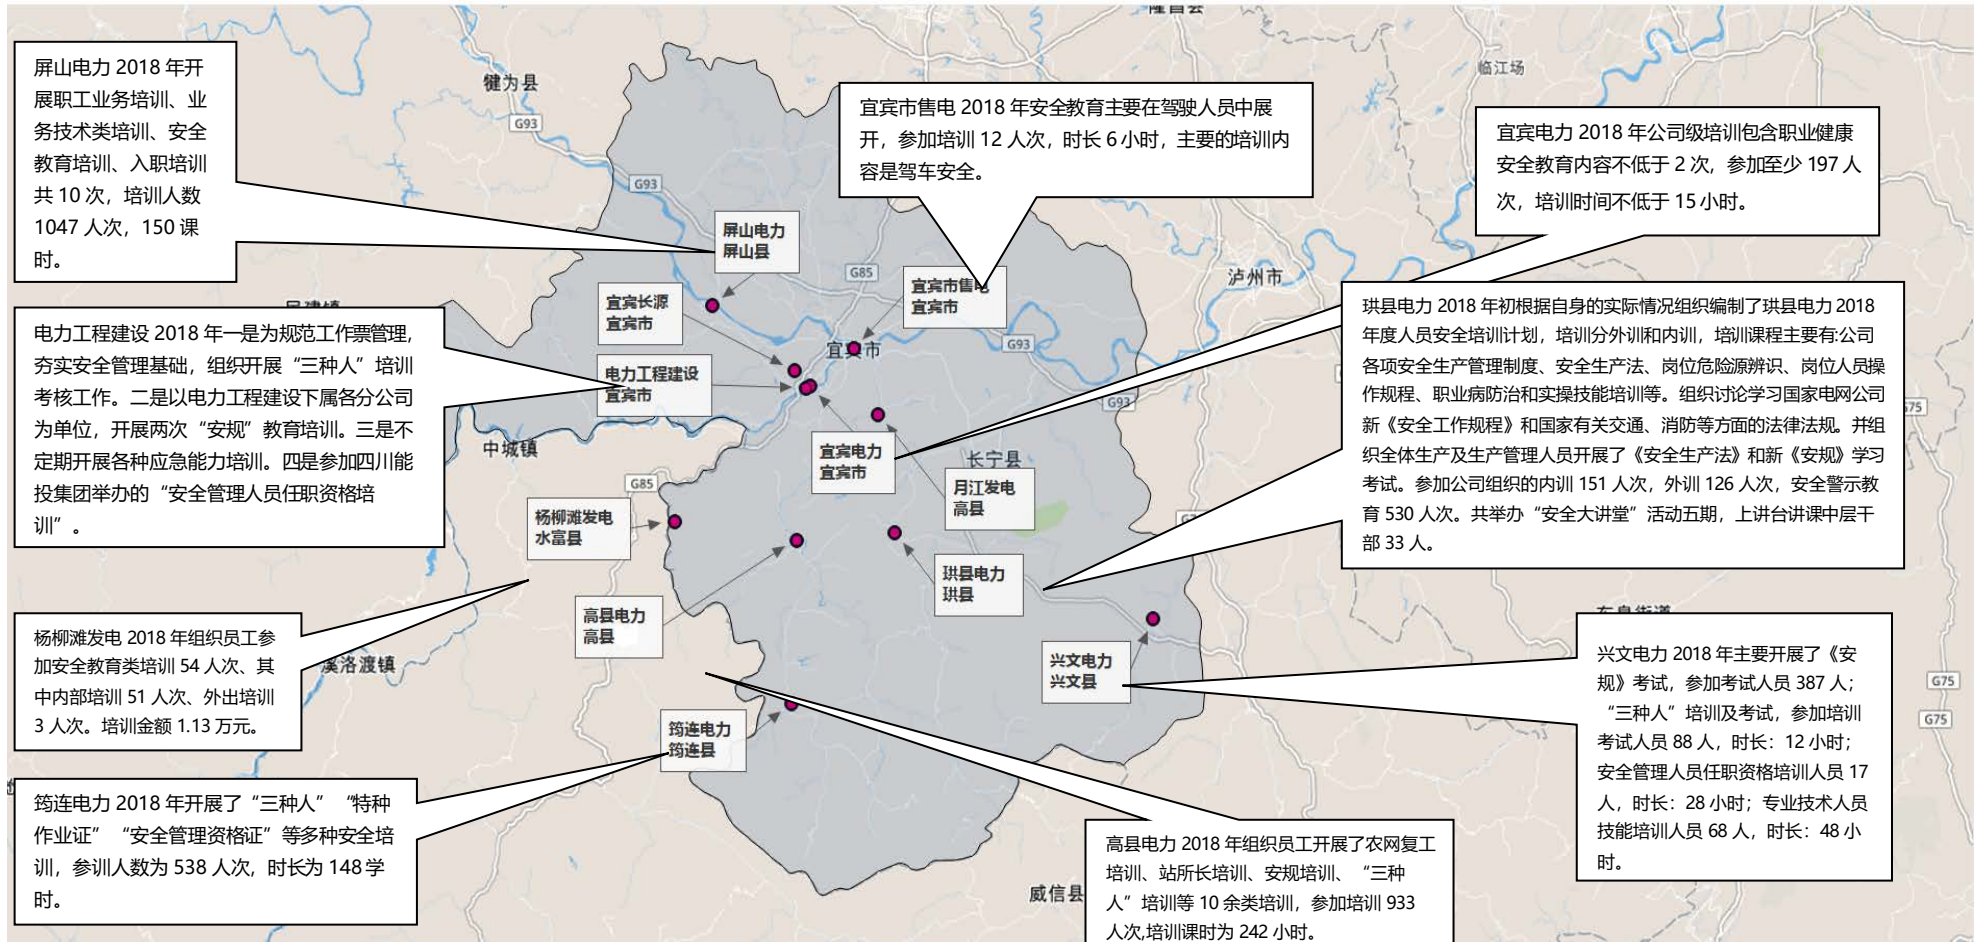 隆昌县
屏山电力 2018 年开
展职工业务培训、业
务技术类培训、安全
教育培训、入职培训
共 10 次，培训人数
1047 人次，150 课
时。
犍为县
G93
宜宾市售电 2018 年安全教育主要在驾驶人员中展
开，参加培训 12 人次，时长 6 小时，主要的培训内
容是驾车安全。
临江场
宜宾电力 2018 年公司级培训包含职业健康
安全教育内容不低于 2 次，参加至少 197 人
次，培训时间不低于 15 小时。
G93
屏山电力
屏山县
G85
泸州市
宜宾长源
宜宾市
宜宾市售电
宜宾市
G93
宜宾市
电力工程建设 2018 年一是为规范工作票管理,
夯实安全管理基础，组织开展“三种人”培训
考核工作。二是以电力工程建设下属各分公司
为单位，开展两次“安规”教育培训。三是不
定期开展各种应急能力培训。四是参加四川能
投集团举办的“安全管理人员任职资格培
训”。
电力工程建设
宜宾市
珙县电力 2018 年初根据自身的实际情况组织编制了珙县电力 2018
年度人员安全培训计划，培训分外训和内训，培训课程主要有:公司
各项安全生产管理制度、安全生产法、岗位危险源辨识、岗位人员操
作规程、职业病防治和实操技能培训等。组织讨论学习国家电网公司
新《安全工作规程》和国家有关交通、消防等方面的法律法规。并组
织全体生产及生产管理人员开展了《安全生产法》和新《安规》学习
考试。参加公司组织的内训 151 人次，外训 126 人次，安全警示教
育 530 人次。共举办“安全大讲堂”活动五期，上讲台讲课中层干
部 33 人。
G93
中城镇
宜宾电力
宜宾市
长宁县
月江发电
高县
G85
杨柳滩发电
水富县
珙县电力
珙县
高县电力
高县
杨柳滩发电 2018 年组织员工参
加安全教育类培训 54 人次、其
中内部培训 51 人次、外出培训
3 人次。培训金额 1.13 万元。
溪洛渡镇
兴文电力
兴文县
兴文电力 2018 年主要开展了《安
规》考试，参加考试人员 387 人；
“三种人”培训及考试，参加培训
考试人员 88 人，时长：12 小时；
安全管理人员任职资格培训人员 17
人，时长：28 小时；专业技术人员
技能培训人员 68 人，时长：48 小
时。
G75
G75
筠连电力
筠连县
筠连电力 2018 年开展了“三种人” “特种
作业证” “安全管理资格证”等多种安全培
训，参训人数为 538 人次，时长为 148 学
时。
高县电力 2018 年组织员工开展了农网复工
培训、站所长培训、安规培训、“三种
人”培训等 10 余类培训，参加培训 933
人次,培训课时为 242 小时。
威信县